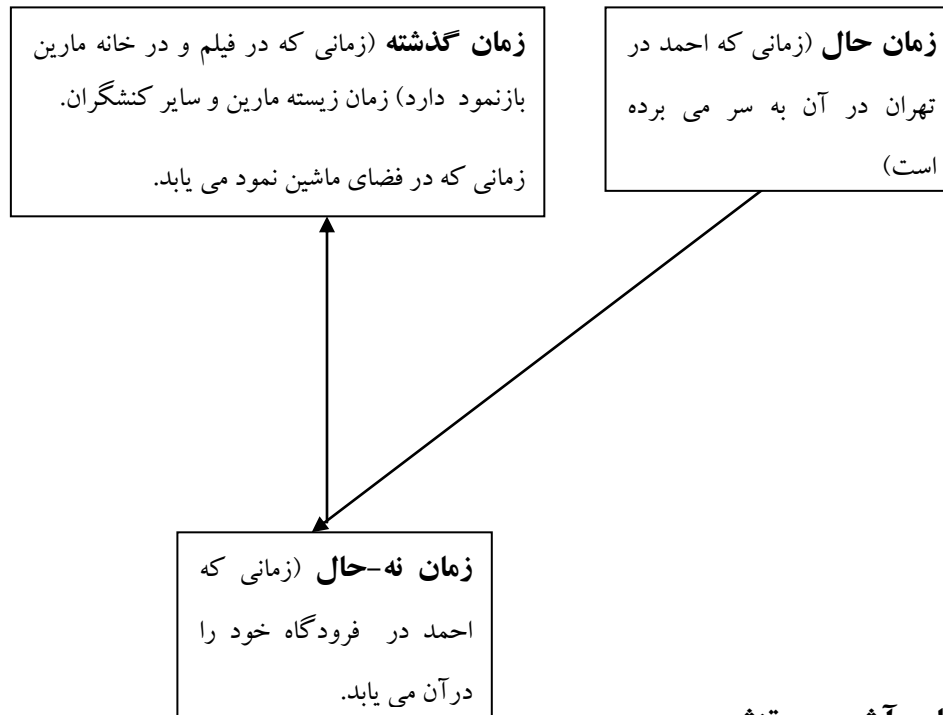 زمان حال (زمانی که احمد در
تهران در آن به سر می برده
است)
زمان گذشته (زمانی که در فیلم و در خانه مارین
بازنمود دارد) زمان زیسته مارین و سایر کنشگران.
زمانی که در فضای ماشین نمود می یابد.
زمان نه-حال (زمانی که
احمد در فرودگاه خود را
درآن می یابد.